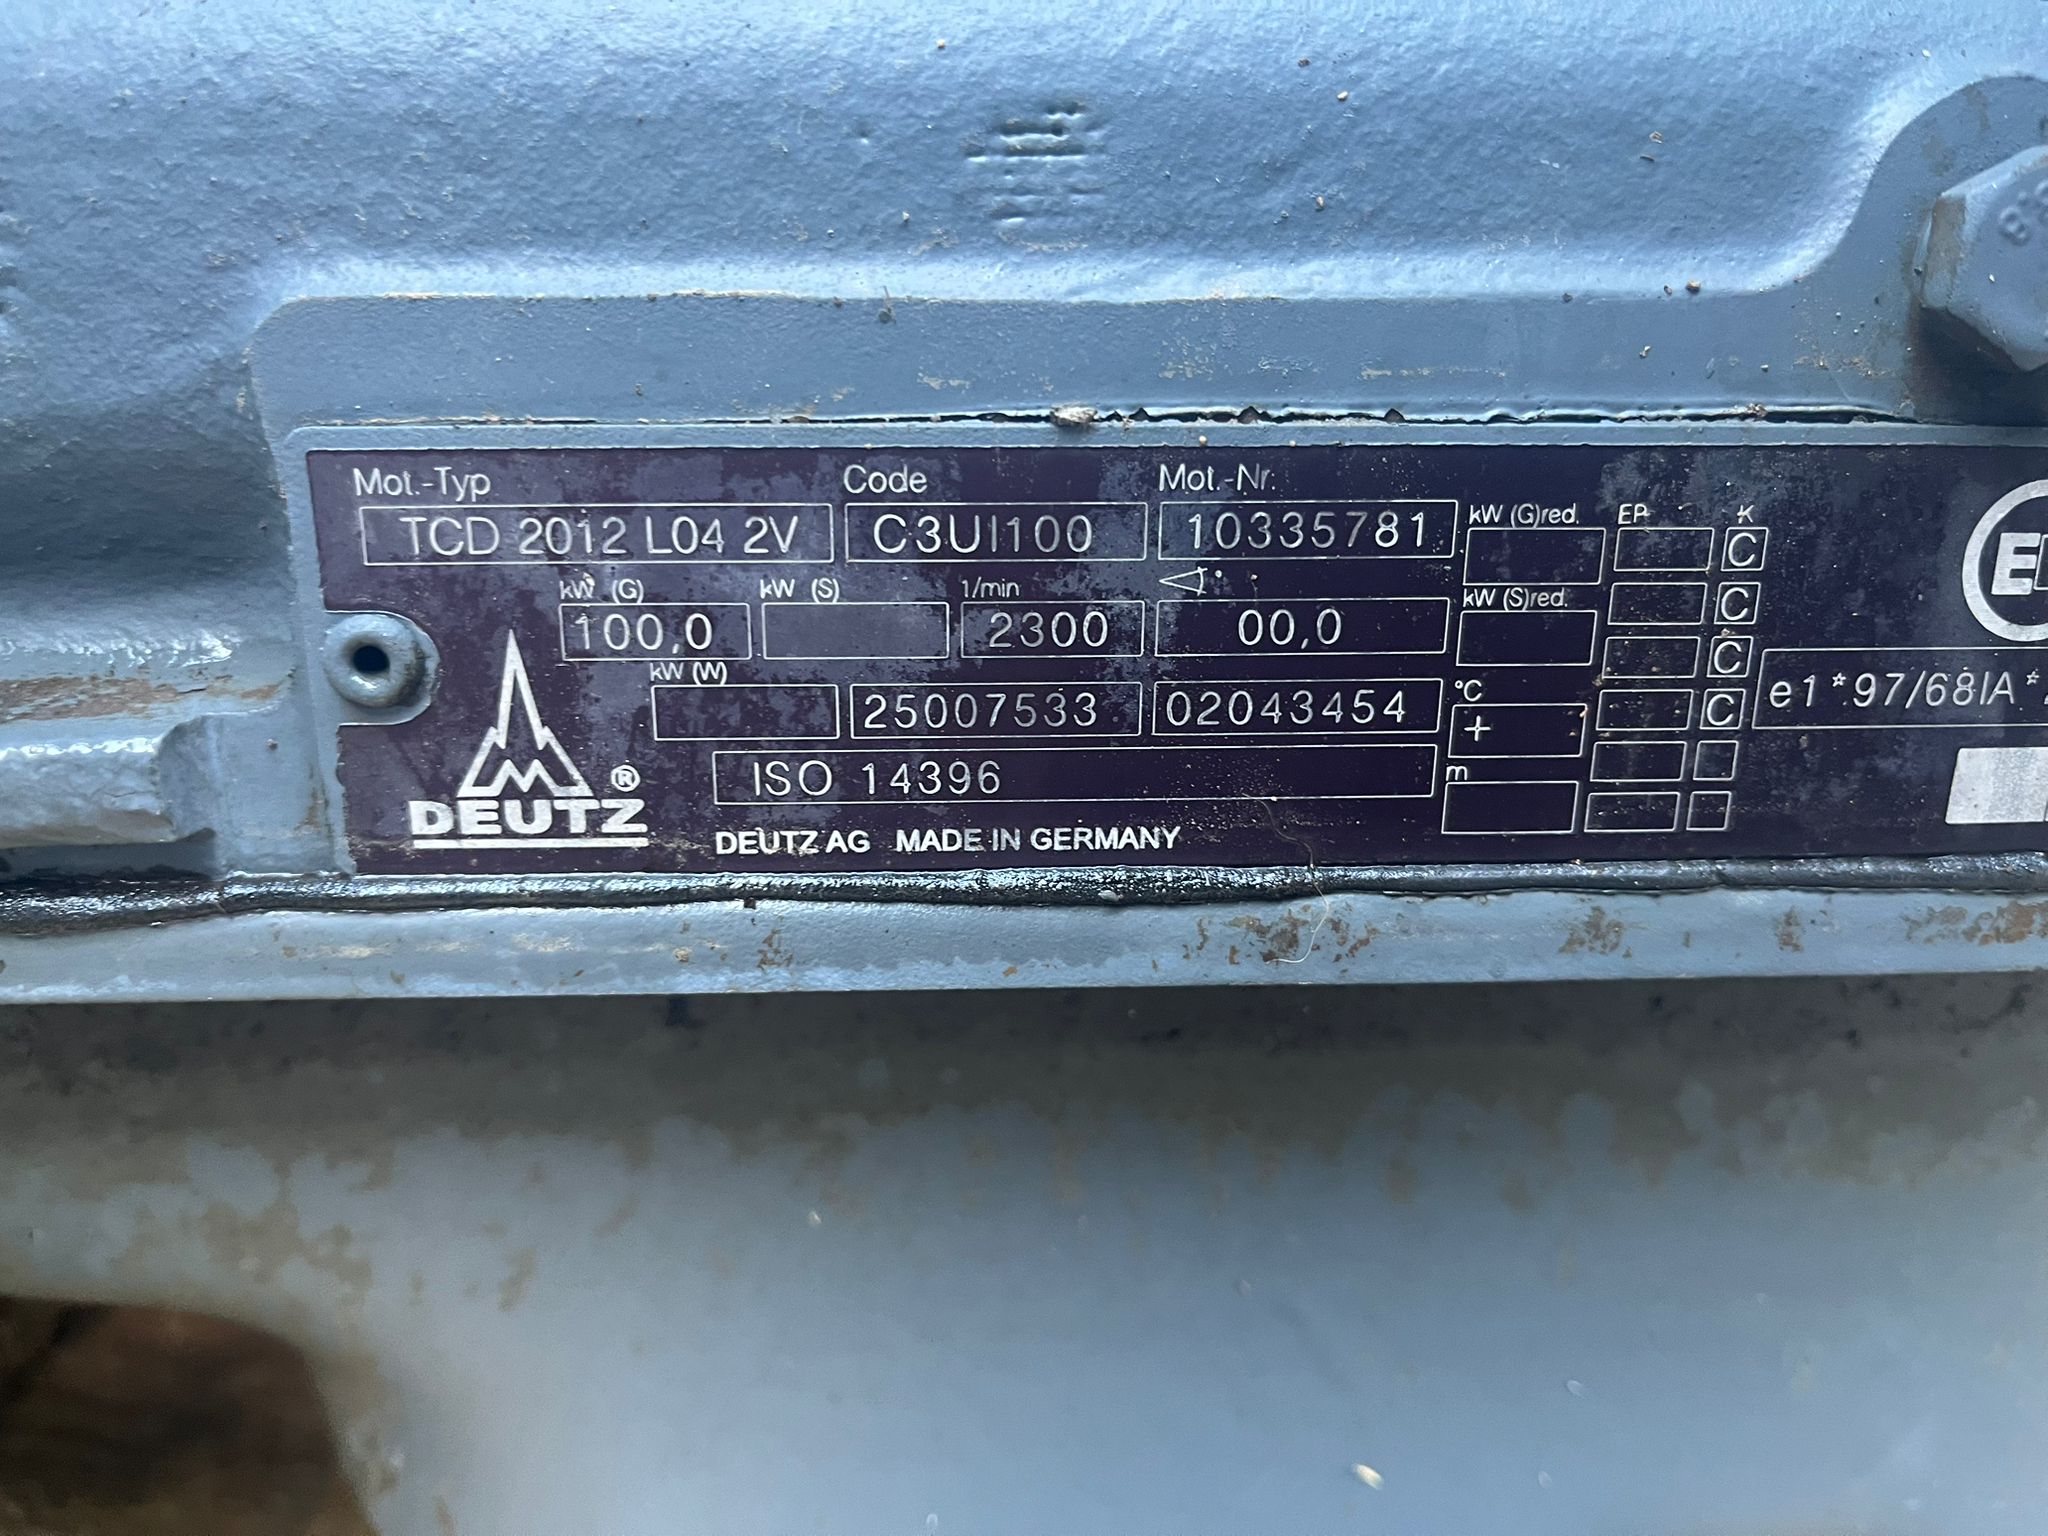 Mot.-Typ Code Mot.-Nr.
TCD 2012 L04 2V C3UI100 10335781 kW (G)red. EP K
C
kW (G) kW (S) 1/min kW (S)red.
100,0 2300 00,0 C
C
kW (W) °C
25007533 02043454 + C e1*97/68IA*
ISO 14396 m
DEUTZ®
DEUTZ AG MADE IN GERMANY
8.8